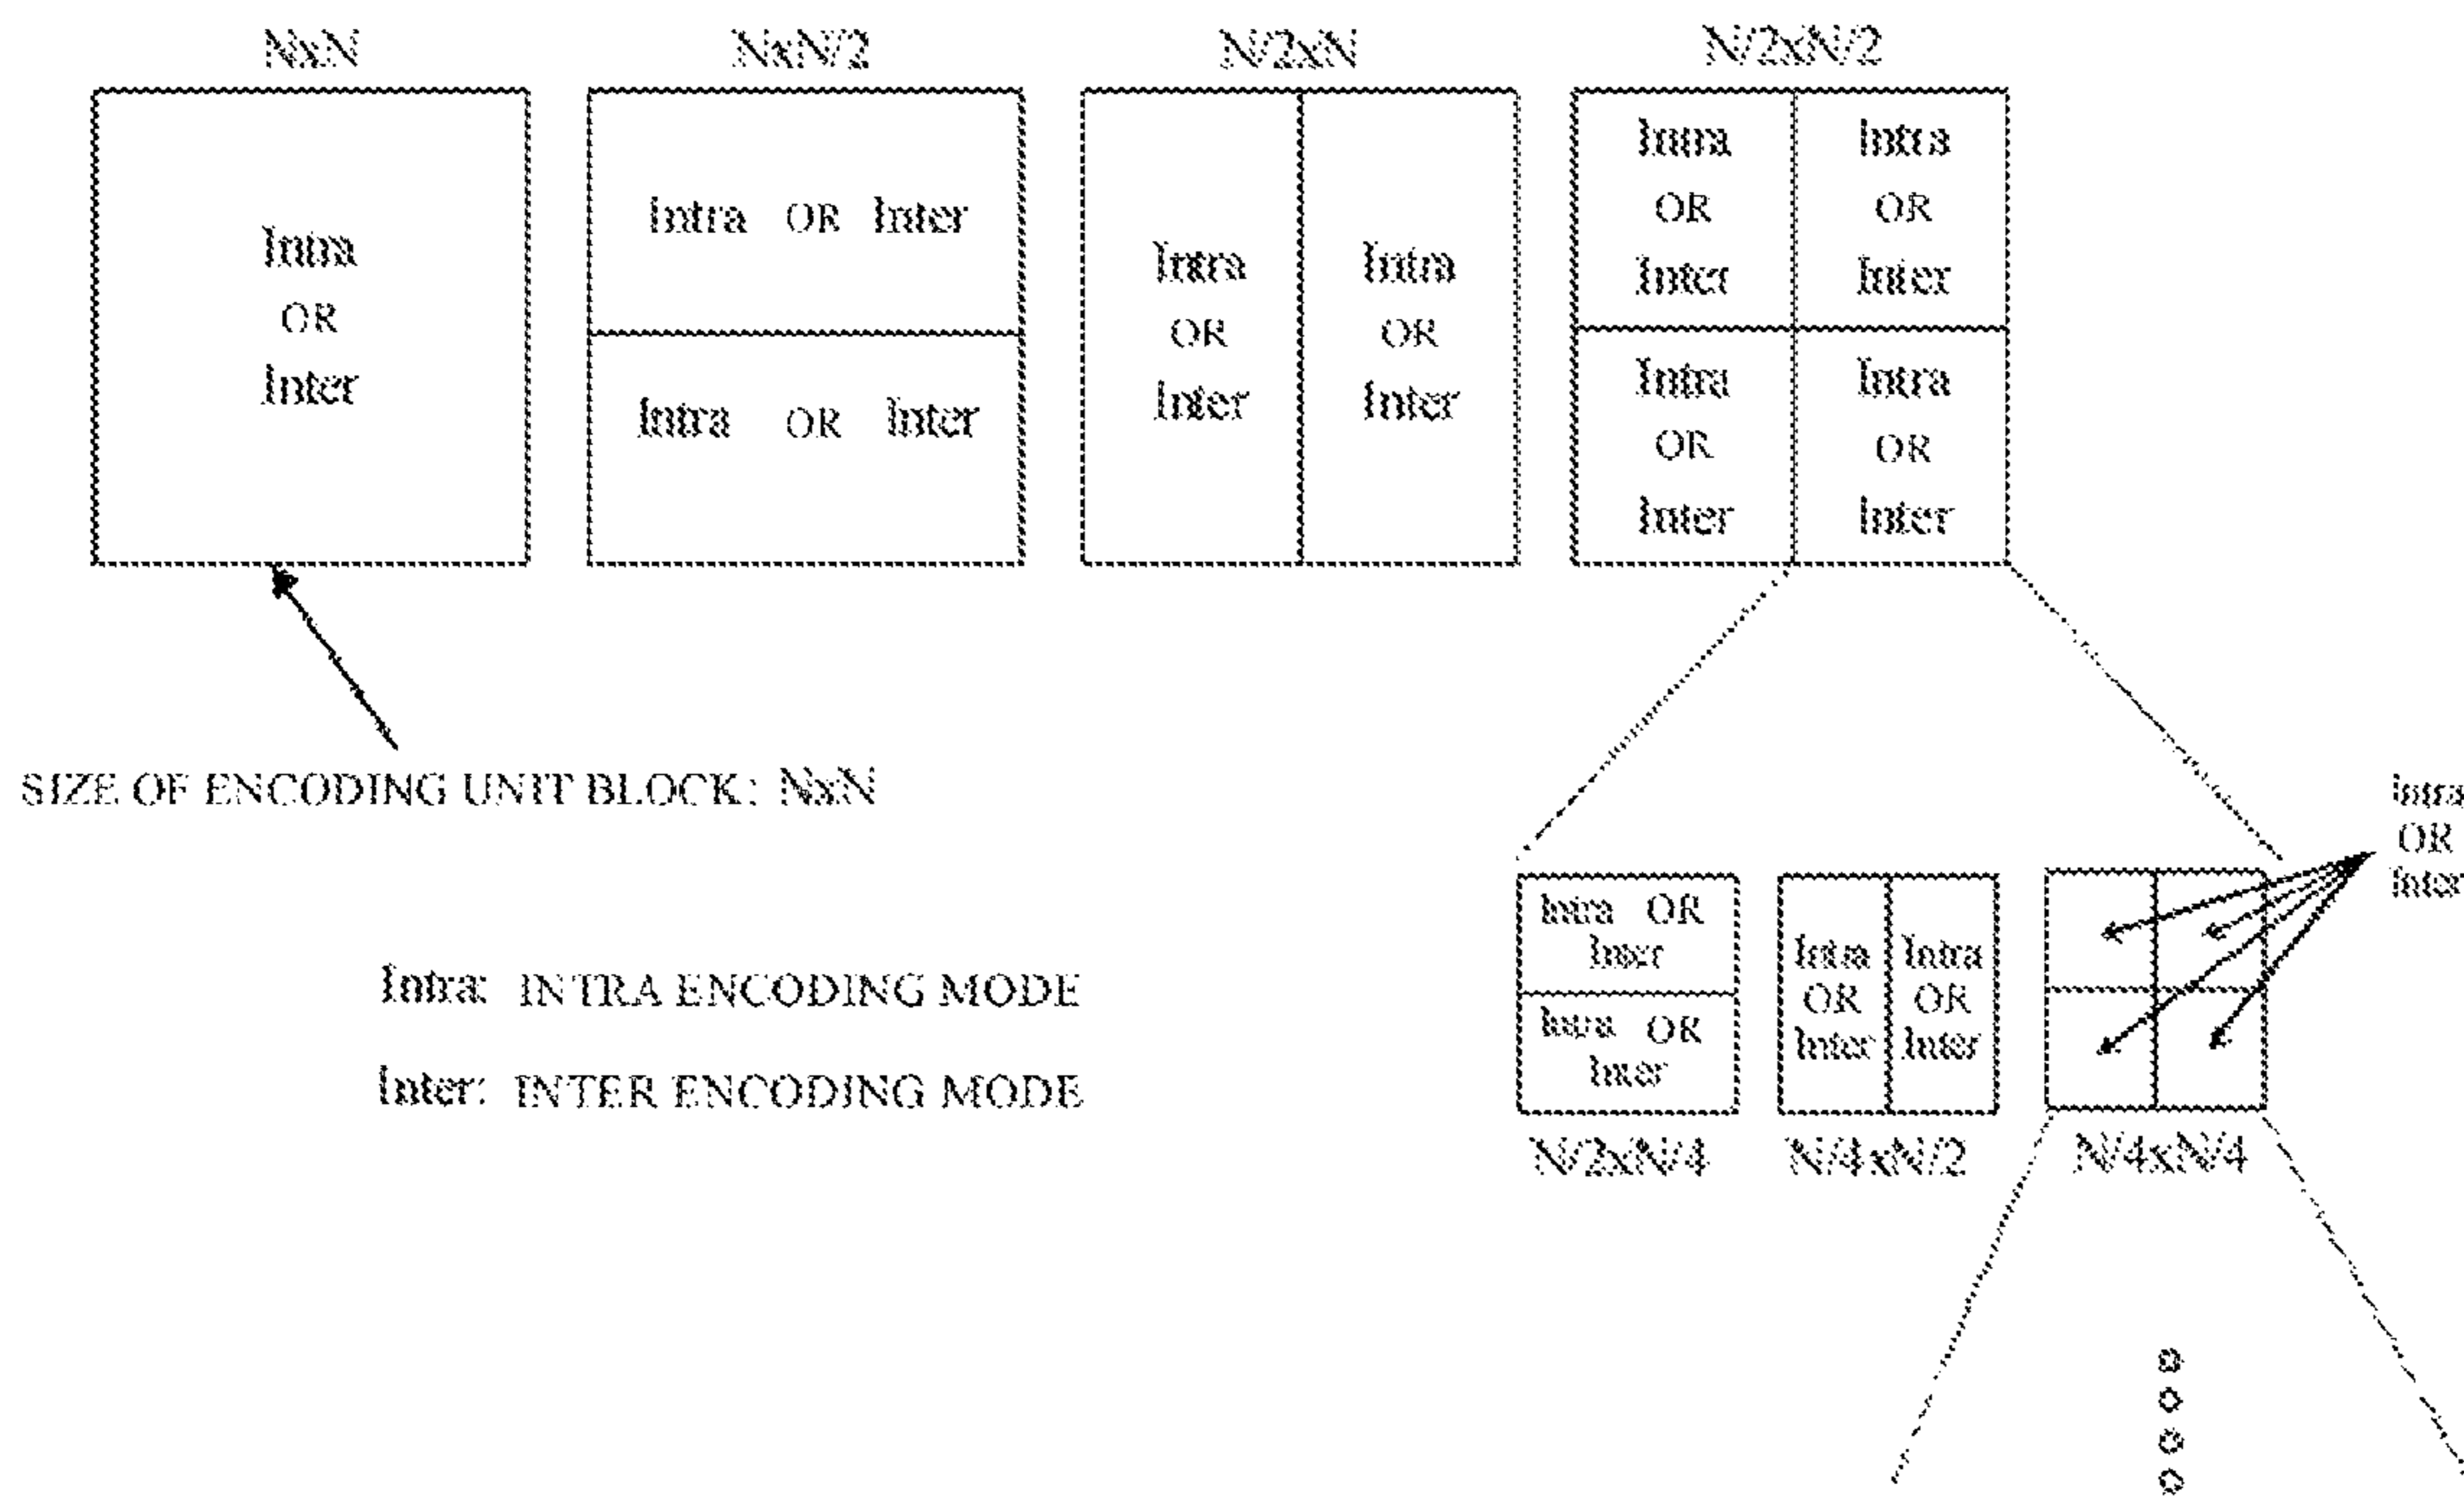 NxN
NxN/2
N/2xN
N/2xN/2
Intra
OR
Inter
Intra OR Inter
Intra OR Inter
Intra
OR
Inter
Intra
OR
Inter
Intra
OR
Inter
Intra
OR
Inter
Intra
OR
Inter
Intra
OR
Inter
SIZE OF ENCODING UNIT BLOCK: NxN
Intra
OR
Inter
Intra OR
Inter
Intra OR
Inter
Intra
OR
Inter
Intra
OR
Inter
Intra: INTRA ENCODING MODE
Inter: INTER ENCODING MODE
N/2xN/4
N/4xN/2
N/4xN/4